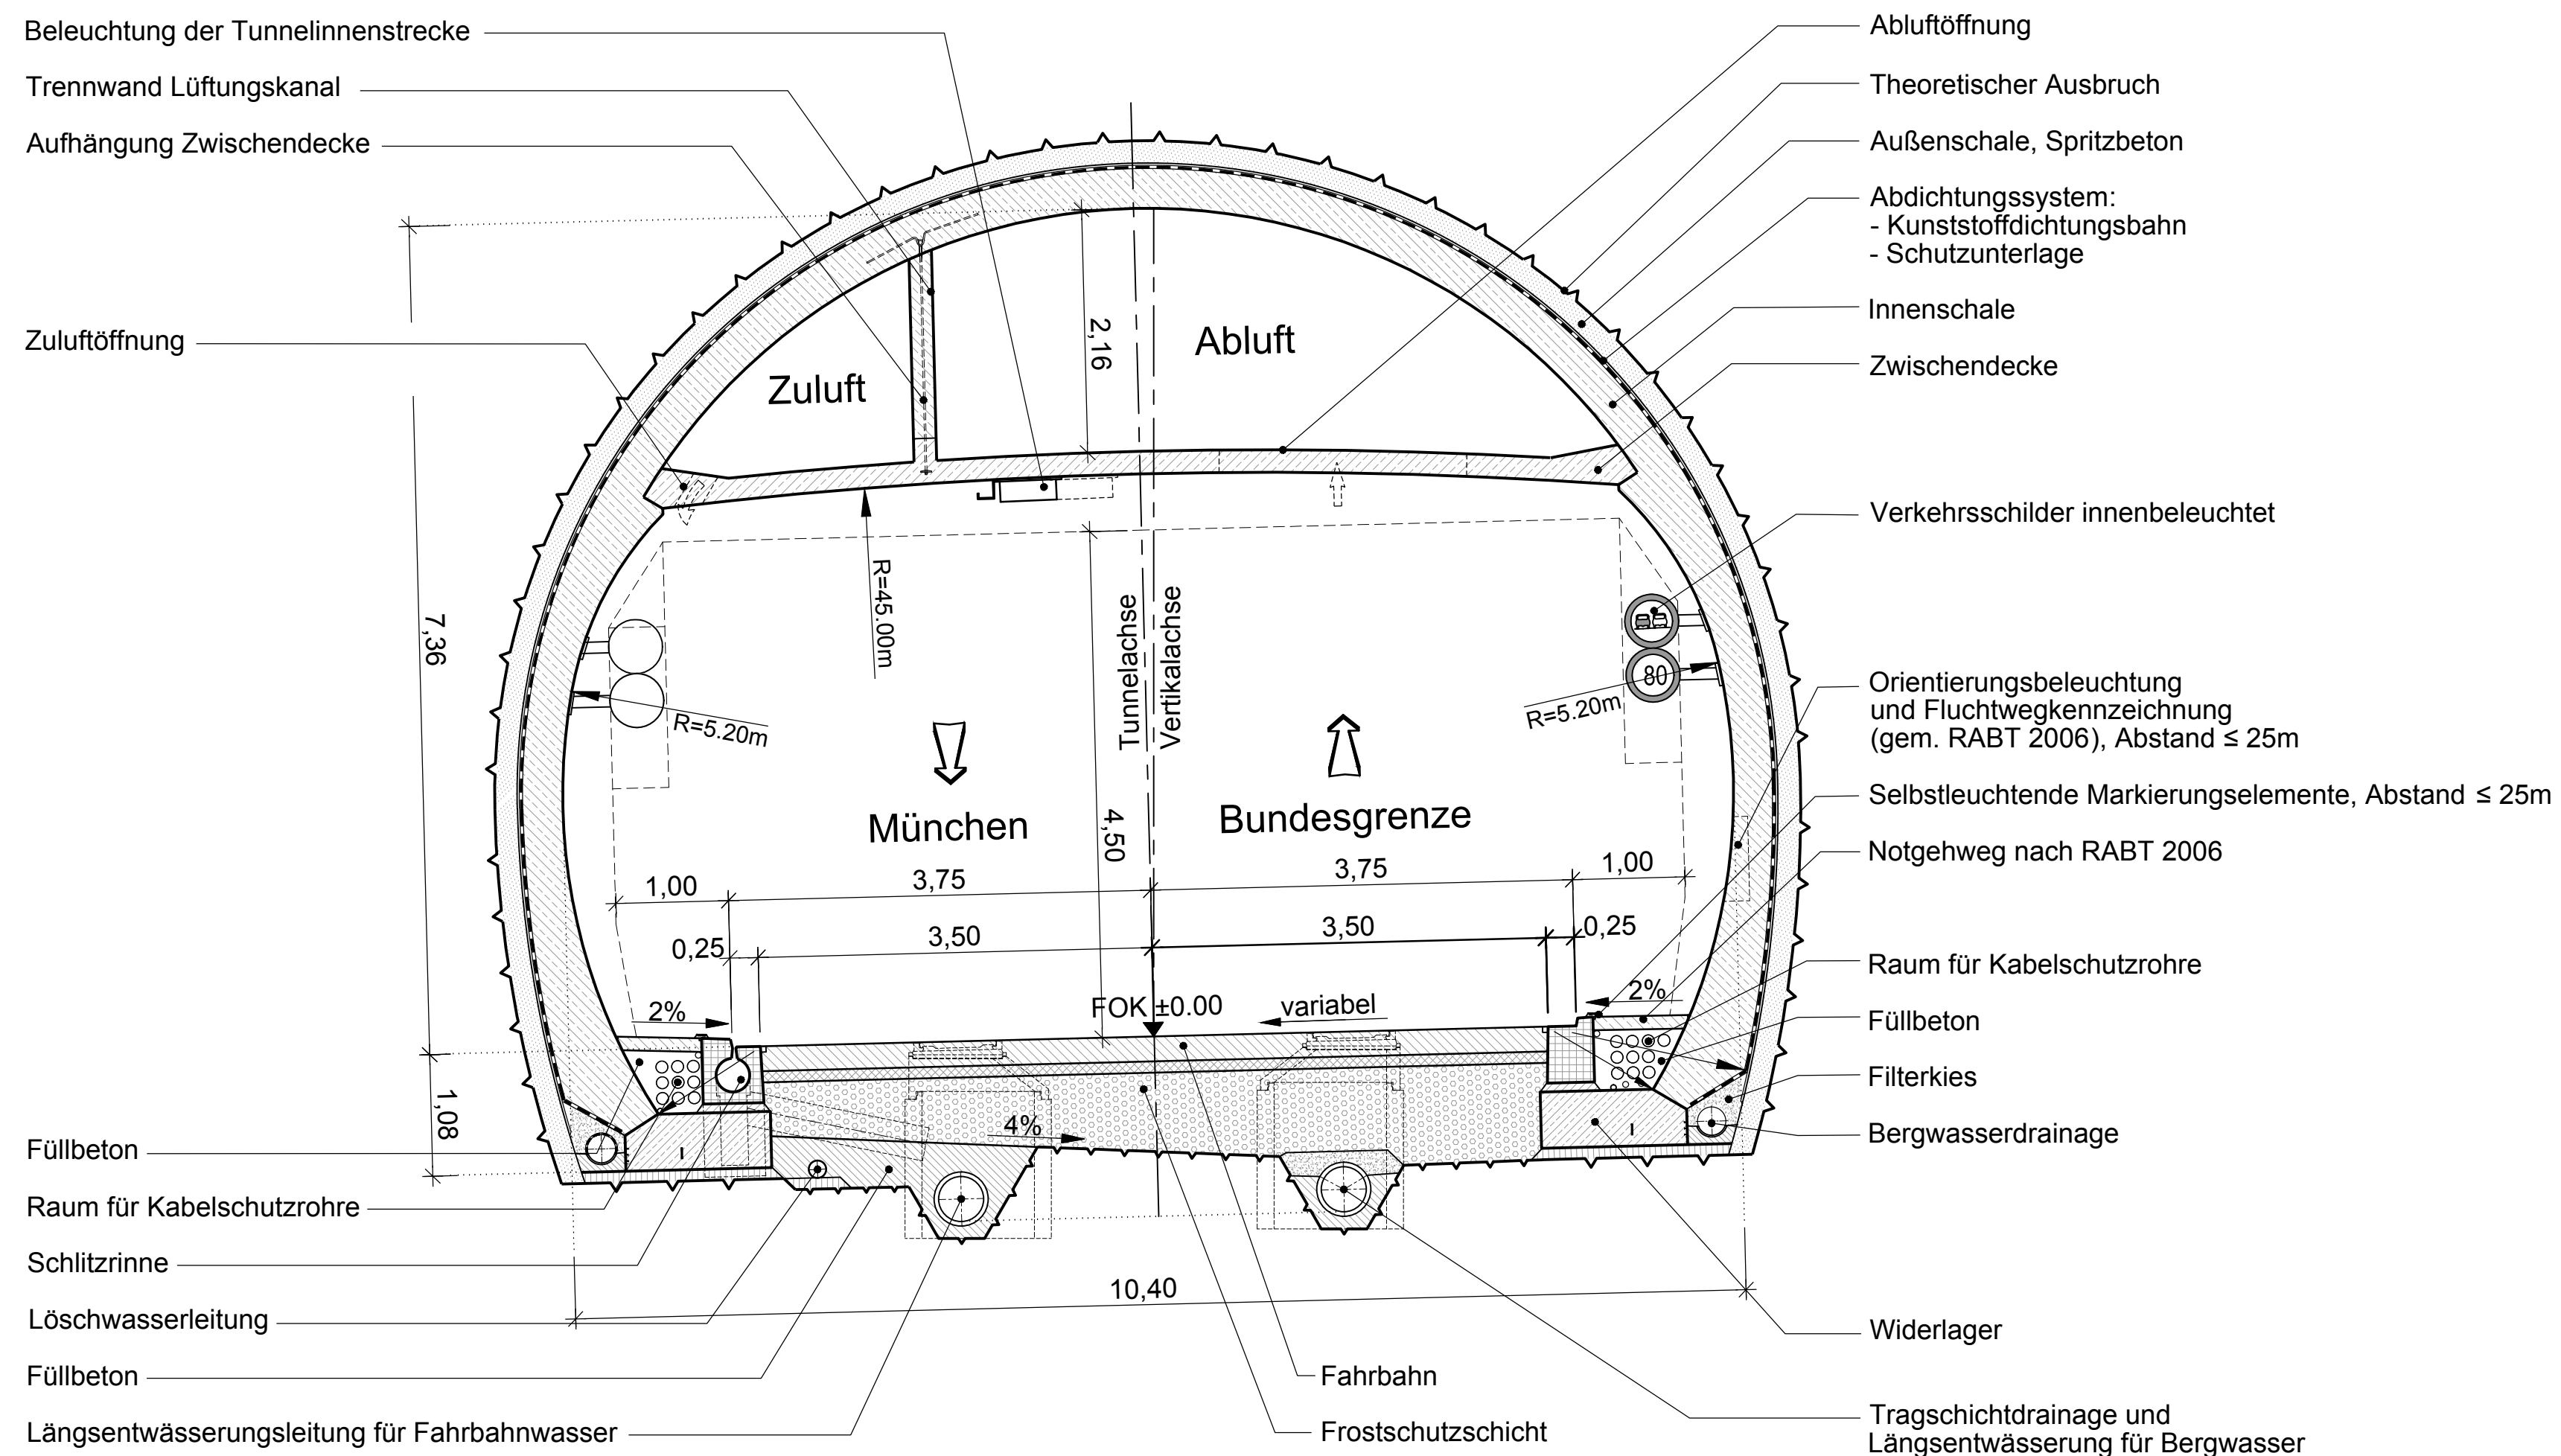 Beleuchtung der Tunnelinnenstrecke
Trennwand Lüftungskanal
Aufhängung Zwischendecke
Zuluftöffnung
Abluftöffnung
Theoretischer Ausbruch
Außenschale, Spritzbeton
Abdichtungssystem:
- Kunststoffdichtungsbahn
- Schutzunterlage
Innenschale
Zwischendecke
Verkehrsschilder innenbeleuchtet
Orientierungsbeleuchtung
und Fluchtwegkennzeichnung
(gem. RABT 2006), Abstand ≤ 25m
Selbstleuchtende Markierungselemente, Abstand ≤ 25m
Notgehweg nach RABT 2006
Raum für Kabelschutzrohre
Füllbeton
Filterkies
Bergwasserdrainage
Widerlager
Tragschichtdrainage und
Längsentwässerung für Bergwasser
Zuluft
Abluft
2,16
7,36
R=45.00m
Tunnelachse
Vertikalachse
80
R=5.20m
R=5.20m
München
Bundesgrenze
4,50
1,00
3,75
3,75
1,00
0,25
3,50
3,50
0,25
2%
FOK ±0.00
variabel
2%
1,08
4%
10,40
Füllbeton
Raum für Kabelschutzrohre
Schlitzrinne
Löschwasserleitung
Füllbeton
Längsentwässerungsleitung für Fahrbahnwasser
Fahrbahn
Frostschutzschicht